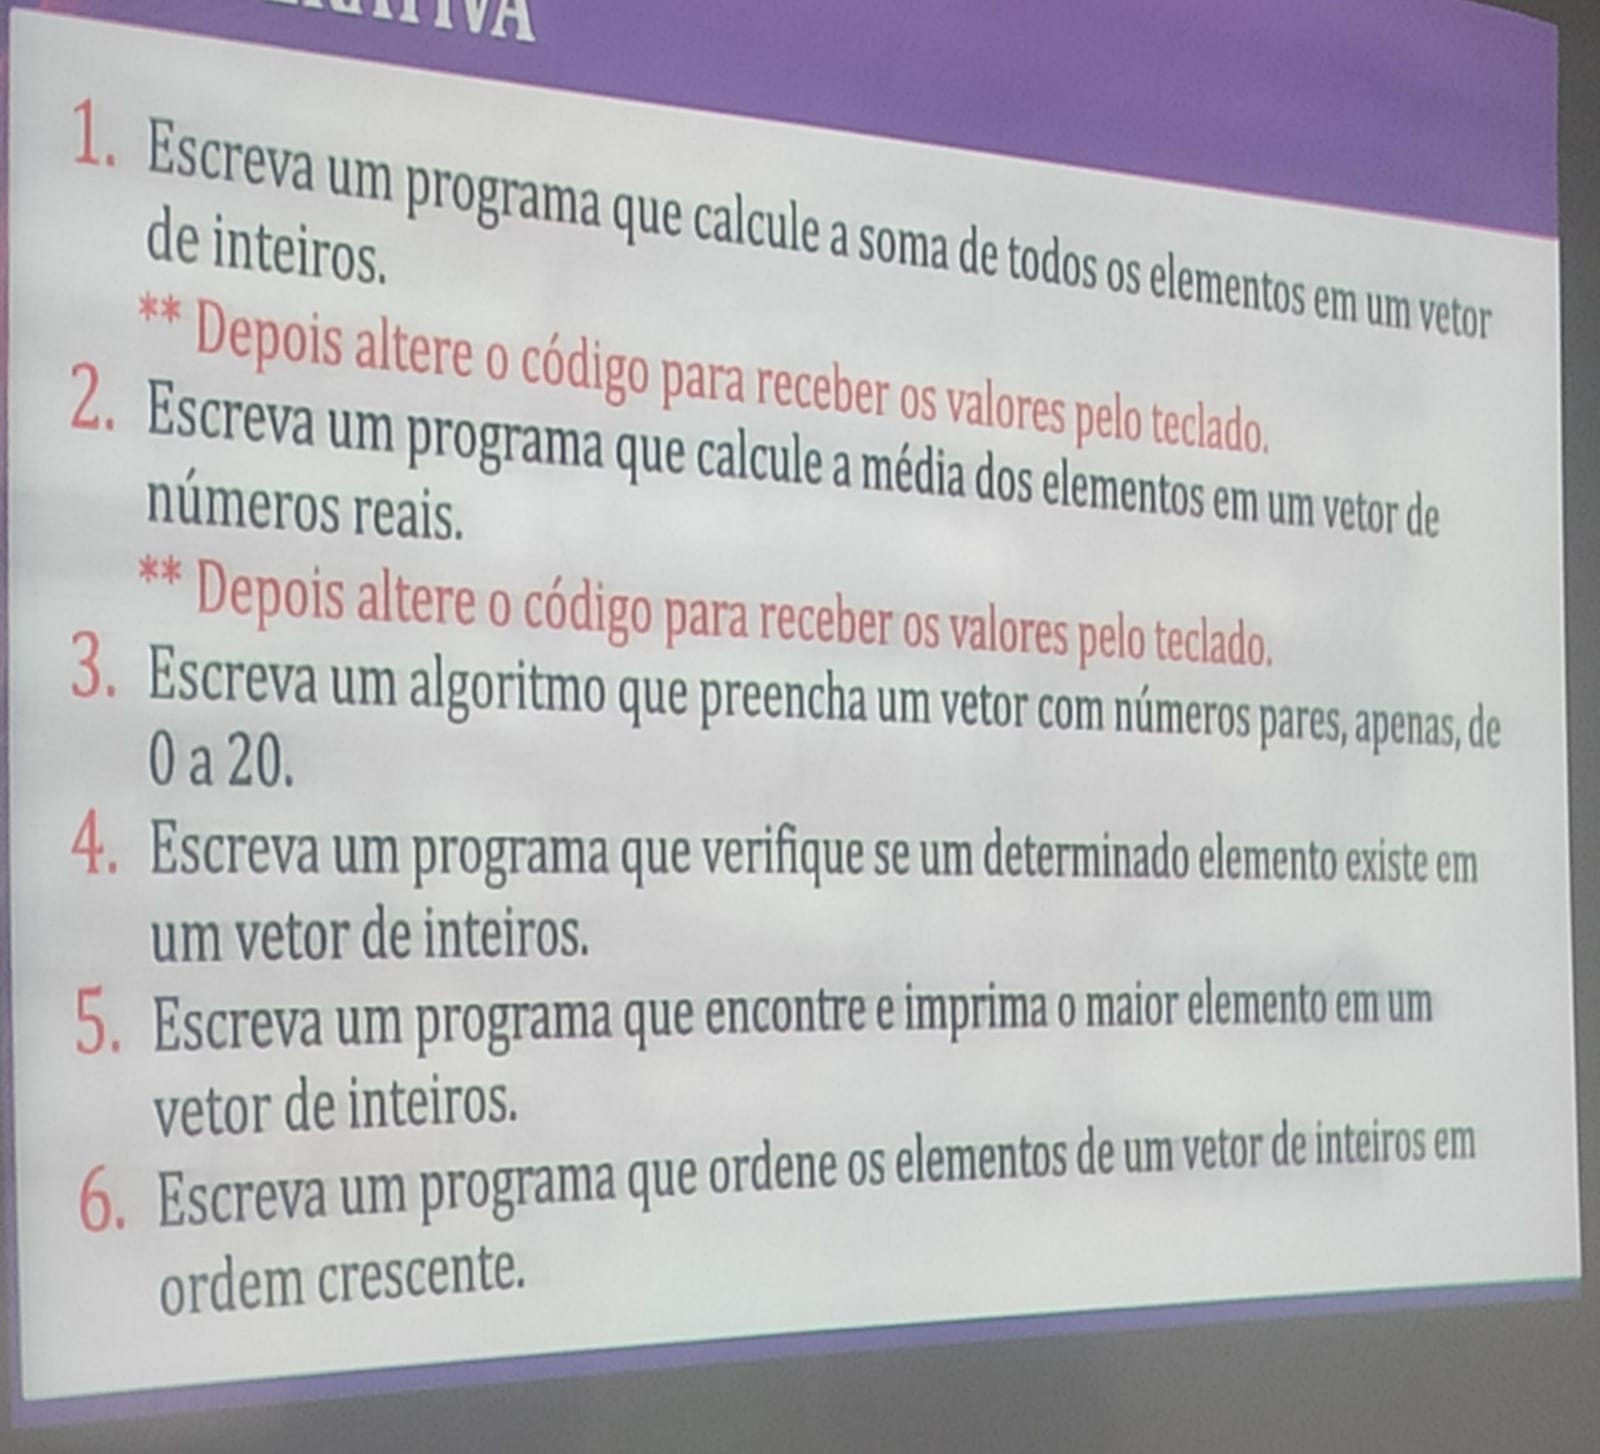 1. Escreva um programa que calcule a soma de todos os elementos em um vetor
de inteiros.
** Depois altere o código para receber os valores pelo teclado.
2. Escreva um programa que calcule a média dos elementos em um vetor de
números reais.
** Depois altere o código para receber os valores pelo teclado.
3. Escreva um algoritmo que preencha um vetor com números pares, apenas, de
0 a 20.
4. Escreva um programa que verifique se um determinado elemento existe em
um vetor de inteiros.
5. Escreva um programa que encontre e imprima o maior elemento em um
vetor de inteiros.
6. Escreva um programa que ordene os elementos de um vetor de inteiros em
ordem crescente.